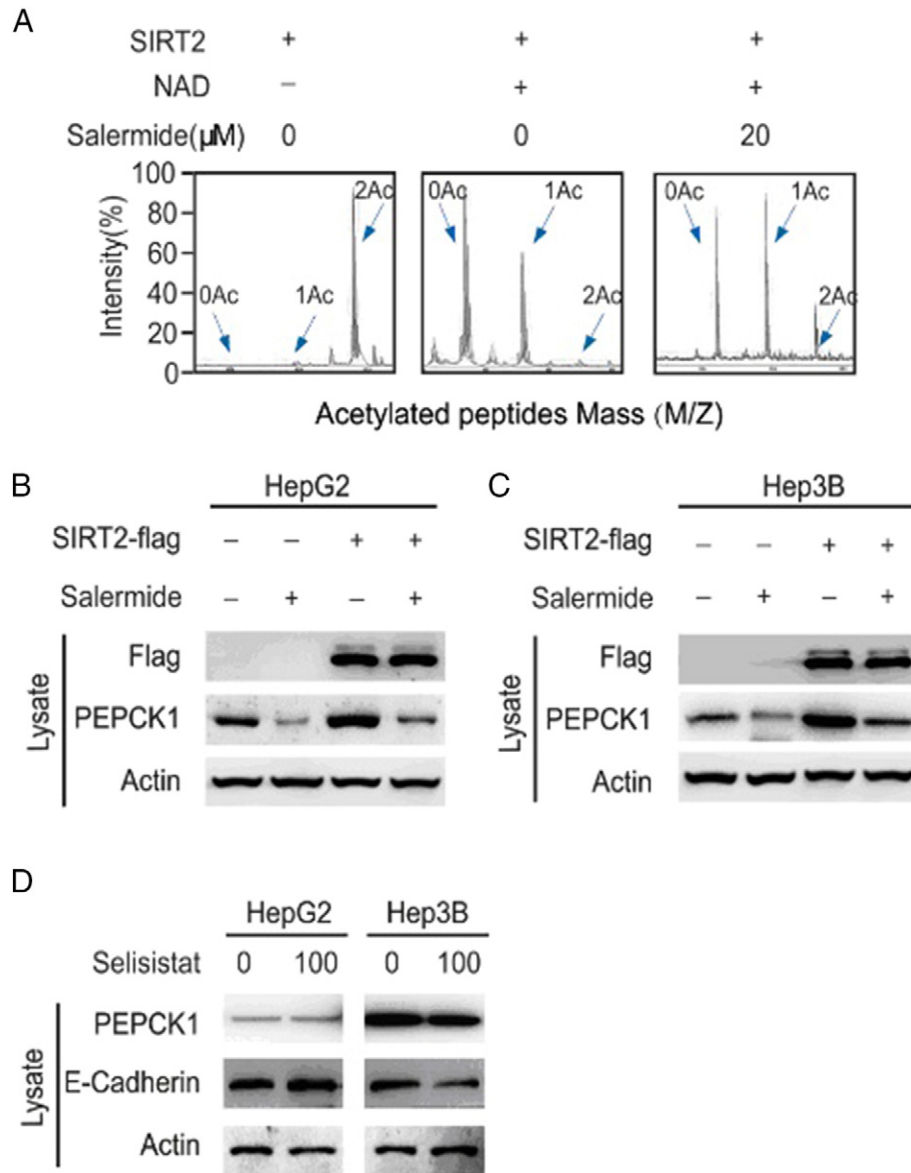 A
SIRT2 + + +
NAD – + +
Salermide(µM) 0 0 20
100
80
60
40
20
0
Intensity(%)
0Ac 1Ac 2Ac
0Ac 1Ac 2Ac
0Ac 1Ac 2Ac
Acetylated peptides Mass (M/Z)
B
HepG2
SIRT2-flag – – + +
Salermide – + – +
Lysate
Flag
PEPCK1
Actin
C
Hep3B
SIRT2-flag – – + +
Salermide – + – +
Lysate
Flag
PEPCK1
Actin
D
HepG2 Hep3B
Selisistat 0 100 0 100
Lysate
PEPCK1
E-Cadherin
Actin